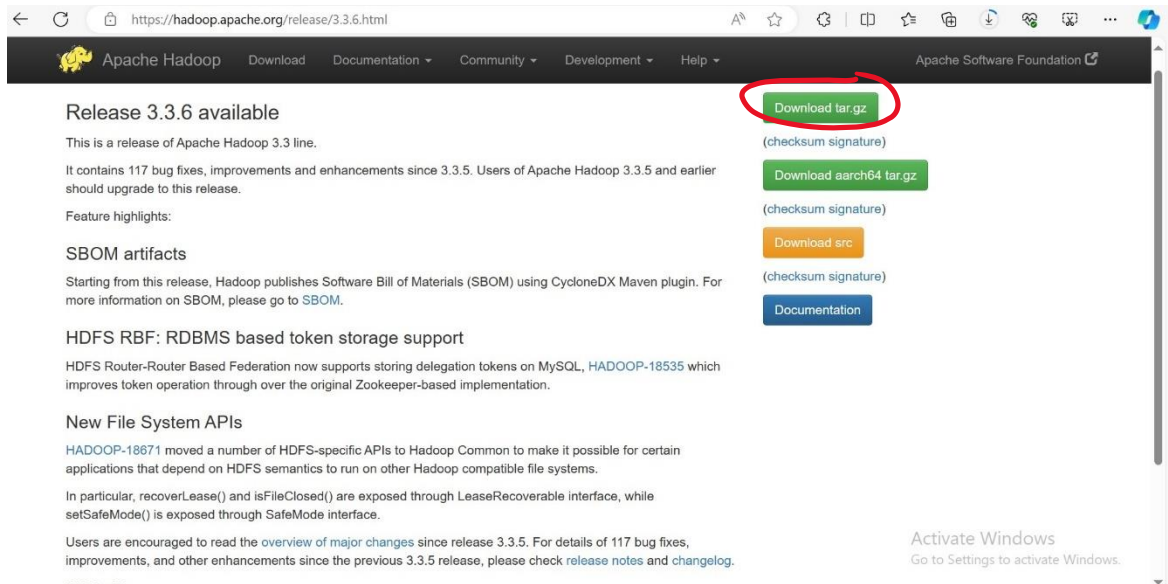 https://hadoop.apache.org/release/3.3.6.html
Apache Hadoop Download Documentation Community Development Help Apache Software Foundation
Release 3.3.6 available
This is a release of Apache Hadoop 3.3 line.
It contains 117 bug fixes, improvements and enhancements since 3.3.5. Users of Apache Hadoop 3.3.5 and earlier
should upgrade to this release.
Feature highlights:
SBOM artifacts
Starting from this release, Hadoop publishes Software Bill of Materials (SBOM) using CycloneDX Maven plugin. For
more information on SBOM, please go to SBOM.
HDFS RBF: RDBMS based token storage support
HDFS Router-Router Based Federation now supports storing delegation tokens on MySQL, HADOOP-18535 which
improves token operation through over the original Zookeeper-based implementation.
New File System APIs
HADOOP-18671 moved a number of HDFS-specific APIs to Hadoop Common to make it possible for certain
applications that depend on HDFS semantics to run on other Hadoop compatible file systems.
In particular, recoverLease() and isFileClosed() are exposed through LeaseRecoverable interface, while
setSafeMode() is exposed through SafeMode interface.
Users are encouraged to read the overview of major changes since release 3.3.5. For details of 117 bug fixes,
improvements, and other enhancements since the previous 3.3.5 release, please check release notes and changelog.
Download tar.gz
(checksum signature)
Download aarch64 tar.gz
(checksum signature)
Download src
(checksum signature)
Documentation
Activate Windows
Go to Settings to activate Windows.